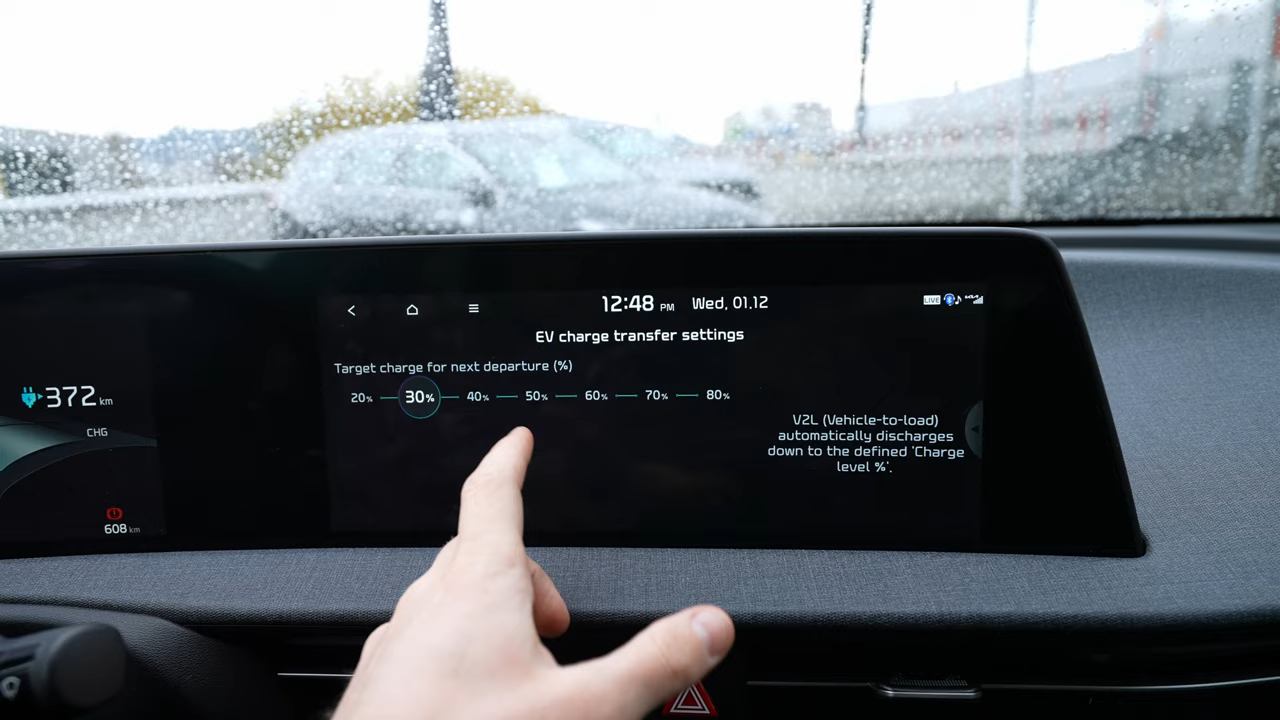 12:48 PM Wed, 01.12
LIVE
EV charge transfer settings
Target charge for next departure (%)
20% 30% 40% 50% 60% 70% 80%
V2L (Vehicle-to-load)
automatically discharges
down to the defined 'Charge
level %'.
372 km
CHG
608 km